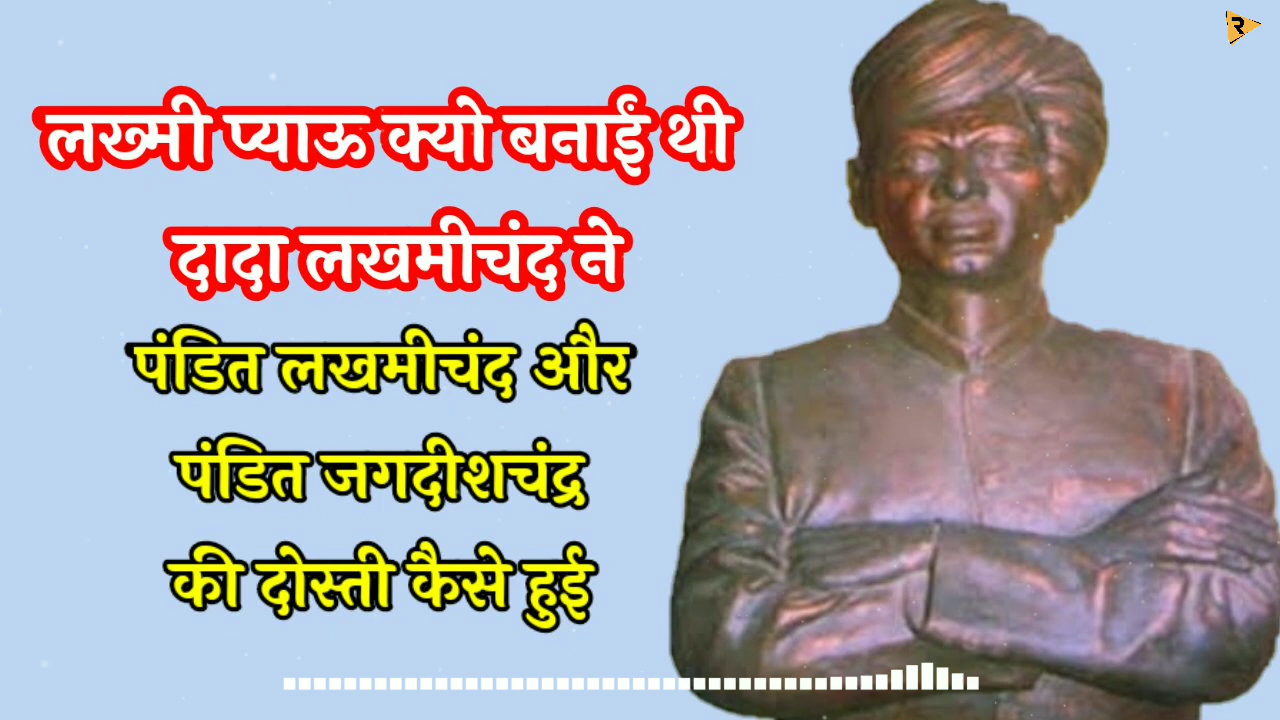 लख्मी प्याऊ क्यो बनाईं थी
दादा लखमीचंद ने
पंडित लखमीचंद और
पंडित जगदीशचंद्र
की दोस्ती कैसे हुई
R